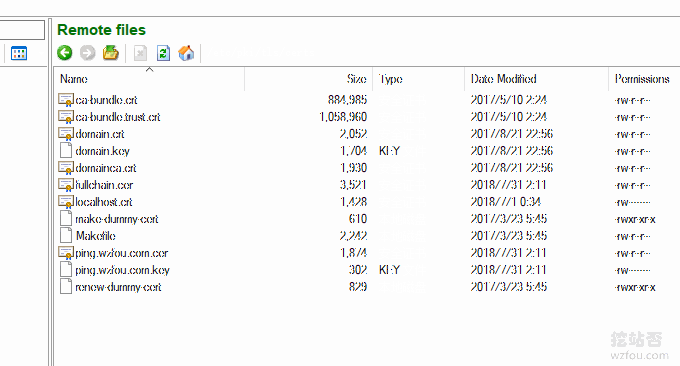 Remote files
Name Size Type Date Modified Permissions
ca-bundle.crt 884,985 2017/5/10 2:24 -rw-r--r--
ca-bundle.trust.crt 1,058,960 2017/5/10 2:24 -rw-r--r--
domain.crt 2,052 2017/8/21 22:56 -rw-r--r--
domain.key 1,704 KEY 2017/8/21 22:56 -rw-r--r--
domainca.crt 1,930 2017/8/21 22:56 -rw-r--r--
fullchain.cer 3,521 2018/7/31 2:11 -rw-r--r--
localhost.crt 1,428 2018/7/1 0:34 -rw-------
make-dummy-cert 610 2017/3/23 5:45 -rwxr-xr-x
Makefile 2,242 2017/3/23 5:45 -rw-r--r--
ping.wzfou.com.cer 1,874 2018/7/31 2:11 -rw-r--r--
ping.wzfou.com.key 302 KEY 2018/7/31 2:11 -rw-------
renew-dummy-cert 829 2017/3/23 5:45 -rwxr-xr-x
挖站否
wzfou.com